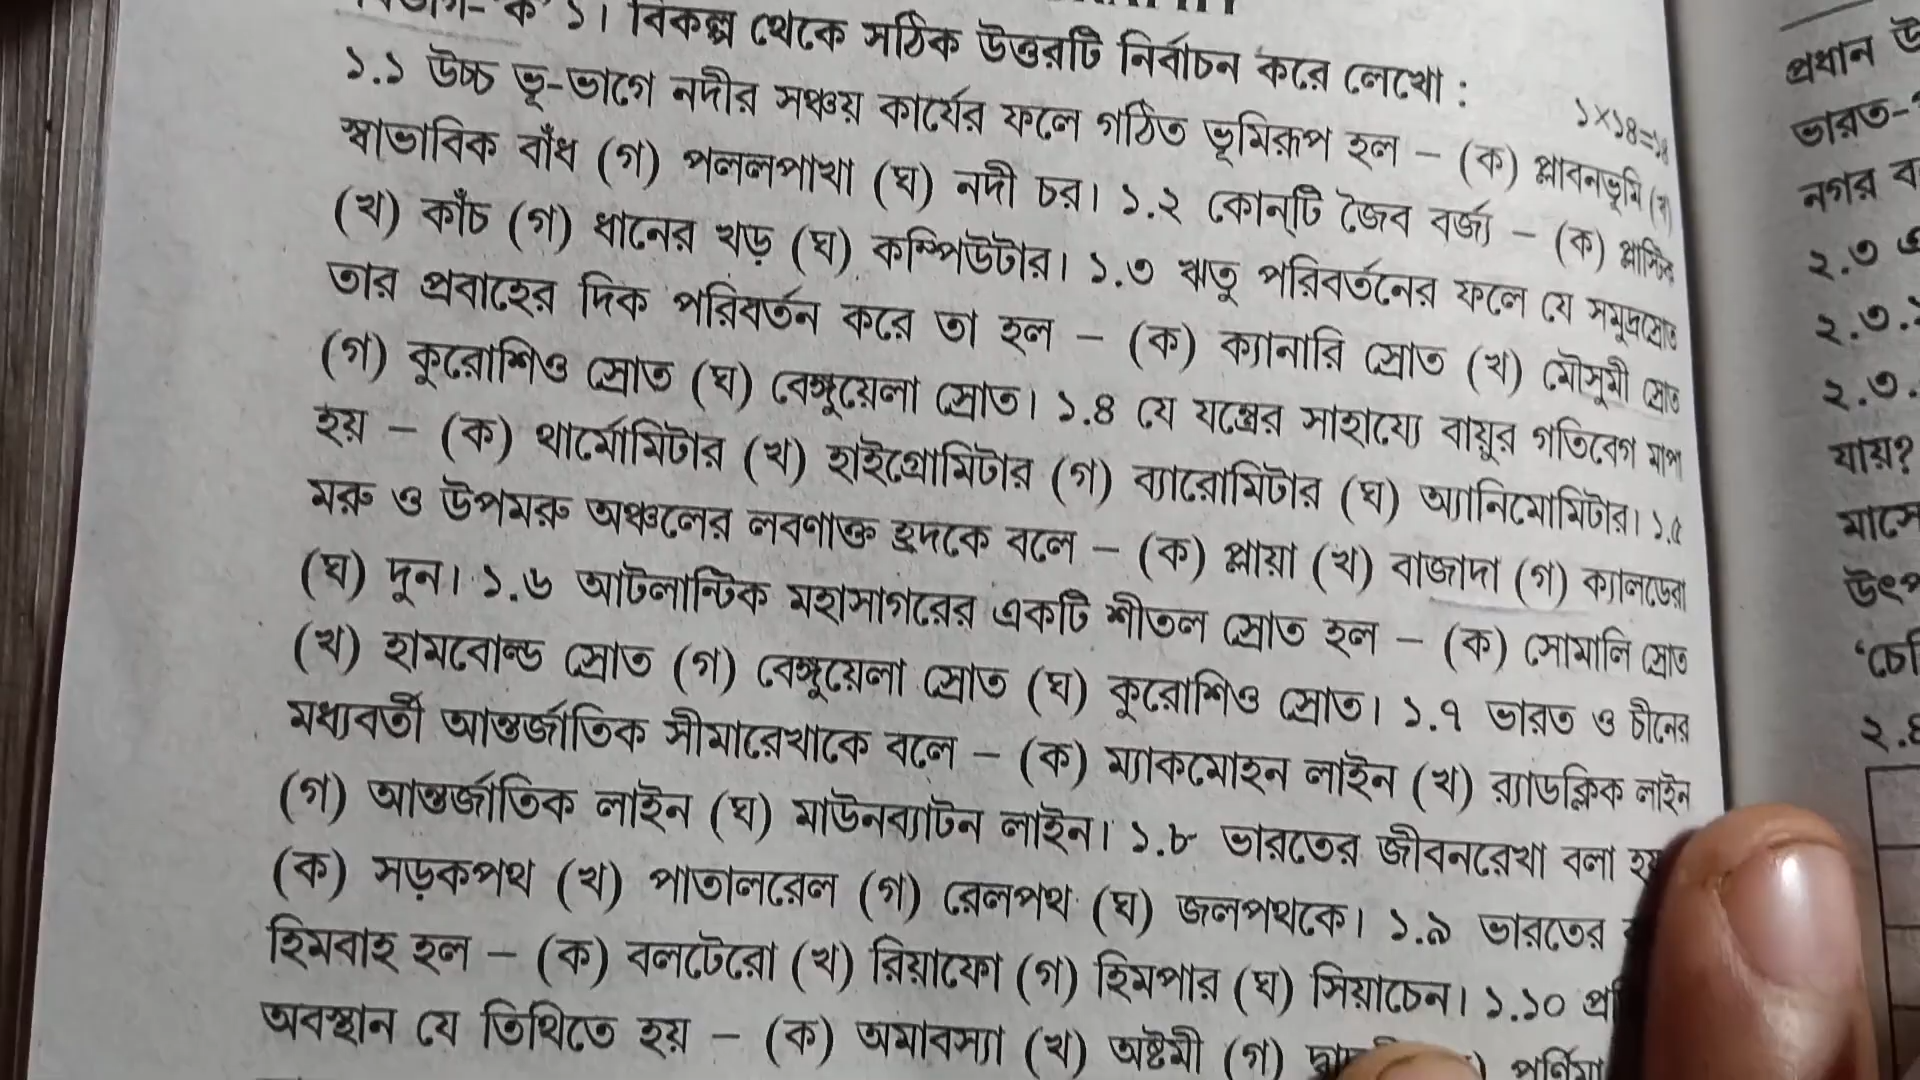 বিভাগ- 'ক' ১। বিকল্প থেকে সঠিক উত্তরটি নির্বাচন করে লেখো :
১×১৪=১৪
১.১ উচ্চ ভূ-ভাগে নদীর সঞ্চয় কার্যের ফলে গঠিত ভূমিরূপ হল – (ক) প্লাবনভূমি (খ)
স্বাভাবিক বাঁধ (গ) পললপাখা (ঘ) নদী চর। ১.২ কোন্‌টি জৈব বর্জ্য – (ক) প্লাস্টিক
(খ) কাঁচ (গ) ধানের খড় (ঘ) কম্পিউটার। ১.৩ ঋতু পরিবর্তনের ফলে যে সমুদ্রস্রোত
তার প্রবাহের দিক পরিবর্তন করে তা হল – (ক) ক্যানারি স্রোত (খ) মৌসুমী স্রোত
(গ) কুরোশিও স্রোত (ঘ) বেঙ্গুয়েলা স্রোত। ১.৪ যে যন্ত্রের সাহায্যে বায়ুর গতিবেগ মাপা
হয় – (ক) থার্মোমিটার (খ) হাইগ্রোমিটার (গ) ব্যারোমিটার (ঘ) অ্যানিমোমিটার। ১.৫
মরু ও উপমরু অঞ্চলের লবণাক্ত হ্রদকে বলে – (ক) প্লায়া (খ) বাজাদা (গ) ক্যালডেরা
(ঘ) দুন। ১.৬ আটলান্টিক মহাসাগরের একটি শীতল স্রোত হল – (ক) সোমালি স্রোত
(খ) হামবোল্ড স্রোত (গ) বেঙ্গুয়েলা স্রোত (ঘ) কুরোশিও স্রোত। ১.৭ ভারত ও চীনের
মধ্যবর্তী আন্তর্জাতিক সীমারেখাকে বলে – (ক) ম্যাকমোহন লাইন (খ) র‍্যাডক্লিক লাইন
(গ) আন্তর্জাতিক লাইন (ঘ) মাউনব্যাটন লাইন। ১.৮ ভারতের জীবনরেখা বলা হয়
(ক) সড়কপথ (খ) পাতালরেল (গ) রেলপথ (ঘ) জলপথকে। ১.৯ ভারতের
হিমবাহ হল – (ক) বলটেরো (খ) রিয়াফো (গ) হিমপার (ঘ) সিয়াচেন। ১.১০
অবস্থান যে তিথিতে হয় – (ক) অমাবস্যা (খ) অষ্টমী (গ)
প্রধান
ভারত-
নগর
২.৩
২.৩.
২.৩.
যায়?